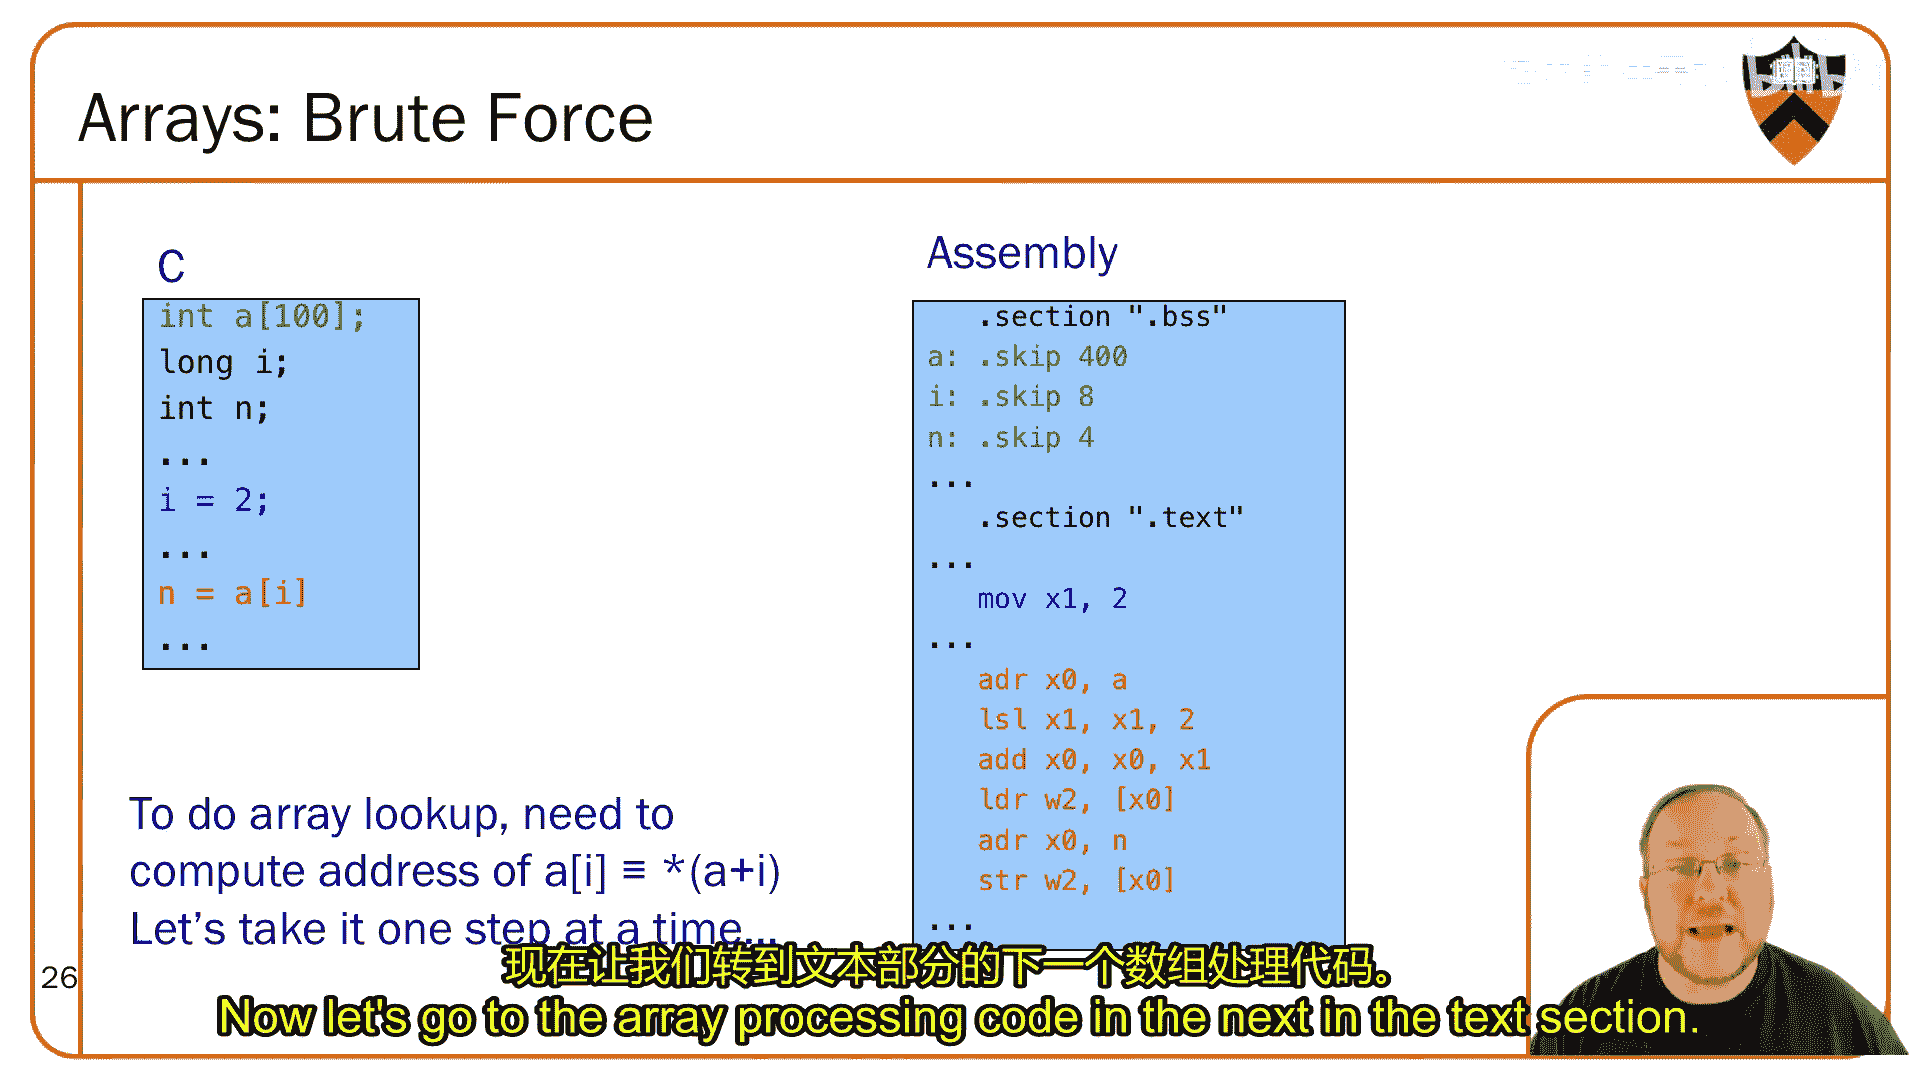 Arrays: Brute Force
C
int a[100];
long i;
int n;
...
i = 2;
...
n = a[i]
...
To do array lookup, need to
compute address of a[i] ≡ *(a+i)
Let's take it one step at a time...
Assembly
.section ".bss"
a: .skip 400
i: .skip 8
n: .skip 4
...
.section ".text"
...
mov x1, 2
...
adr x0, a
lsl x1, x1, 2
add x0, x0, x1
ldr w2, [x0]
adr x0, n
str w2, [x0]
...
26
现在让我们转到文本部分的下一个数组处理代码。
Now let's go to the array processing code in the next in the text section.